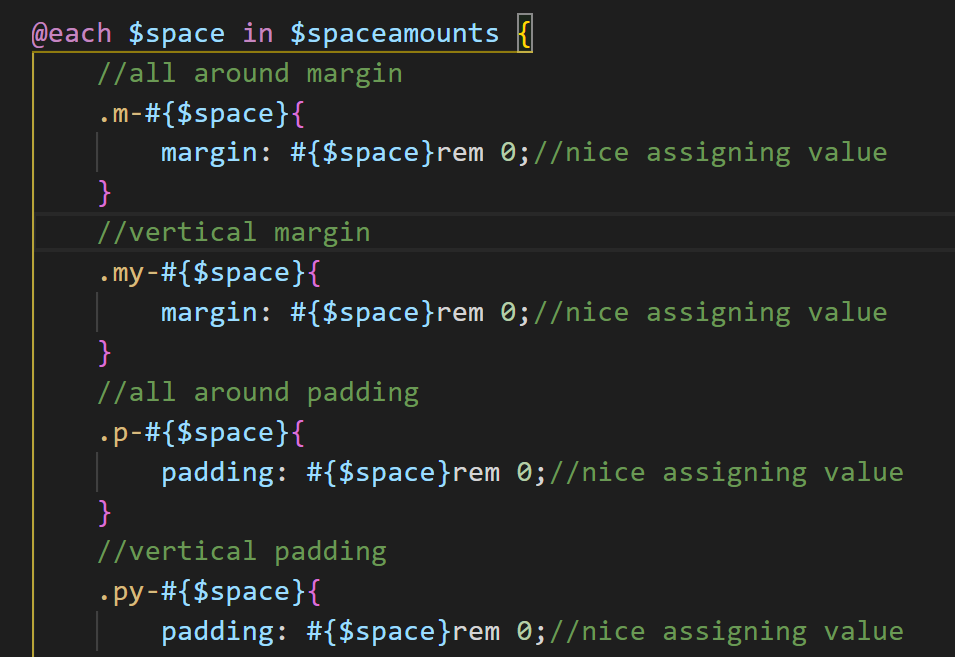 @each $space in $spaceamounts {
//all around margin
.m-#{$space}{
margin: #{$space}rem 0;//nice assigning value
}
//vertical margin
.my-#{$space}{
margin: #{$space}rem 0;//nice assigning value
}
//all around padding
.p-#{$space}{
padding: #{$space}rem 0;//nice assigning value
}
//vertical padding
.py-#{$space}{
padding: #{$space}rem 0;//nice assigning value